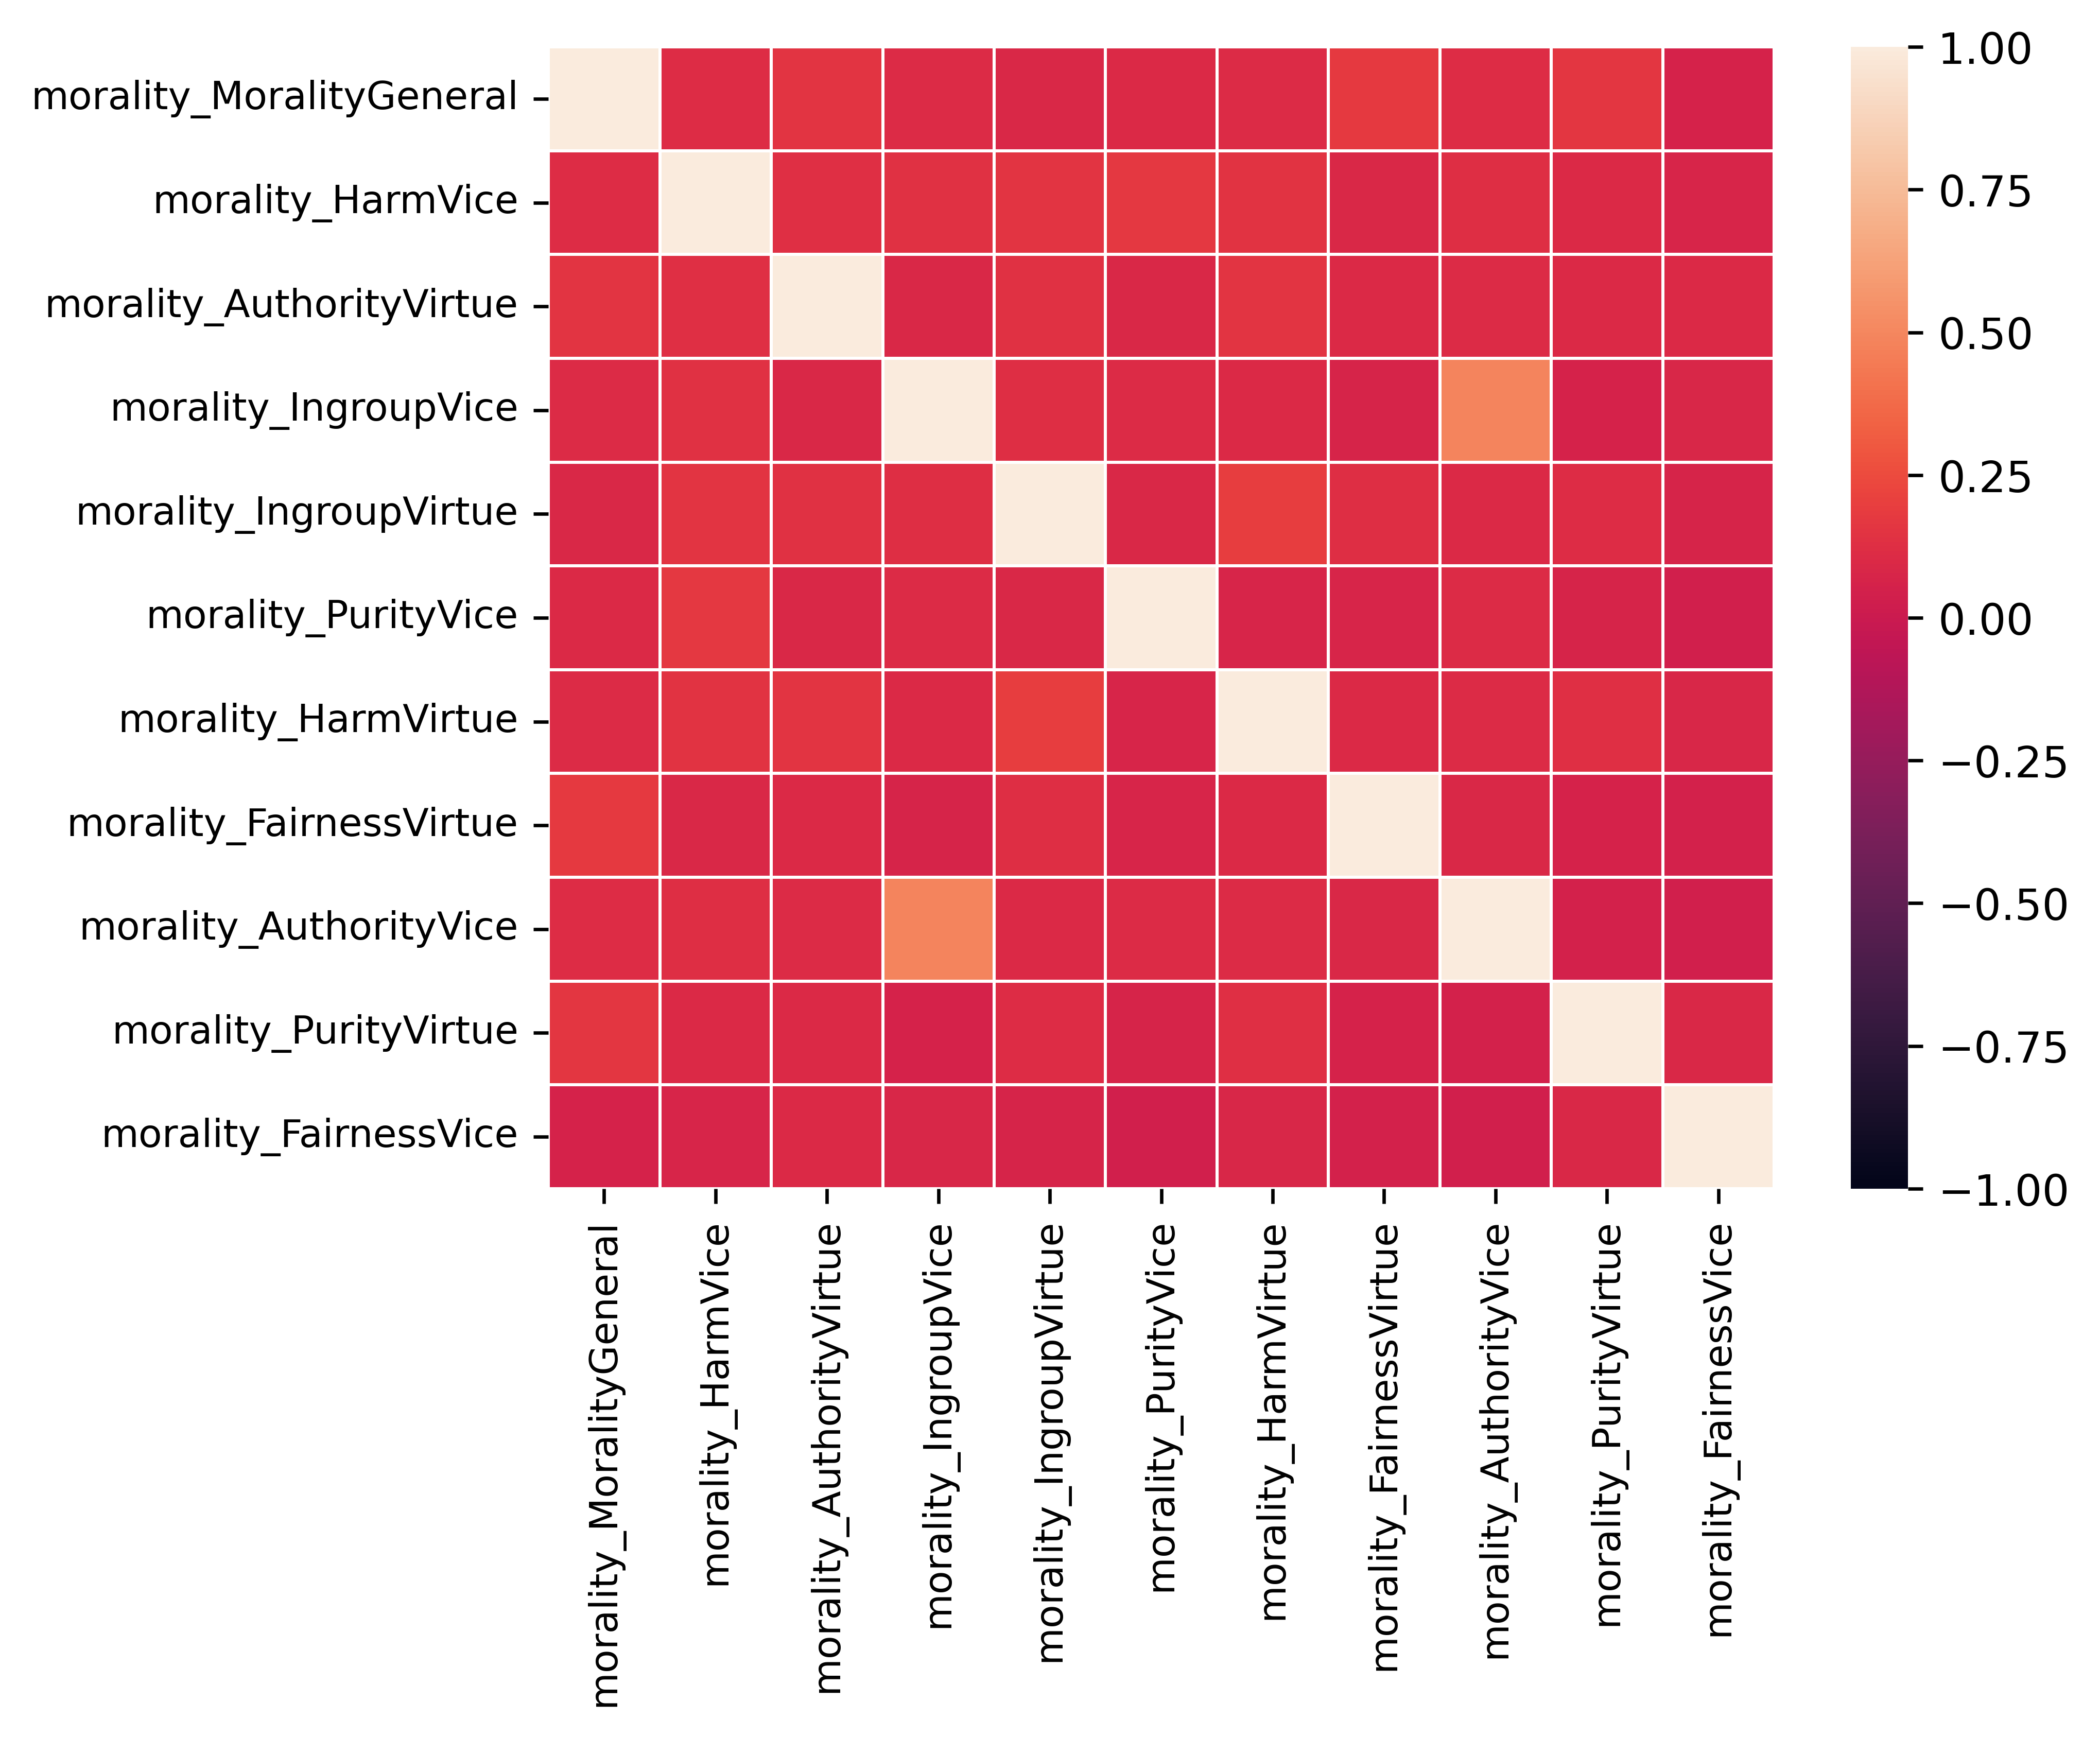 morality_MoralityGeneral
morality_HarmVice
morality_AuthorityVirtue
morality_IngroupVice
morality_IngroupVirtue
morality_PurityVice
morality_HarmVirtue
morality_FairnessVirtue
morality_AuthorityVice
morality_PurityVirtue
morality_FairnessVice
morality_MoralityGeneral
morality_HarmVice
morality_AuthorityVirtue
morality_IngroupVice
morality_IngroupVirtue
morality_PurityVice
morality_HarmVirtue
morality_FairnessVirtue
morality_AuthorityVice
morality_PurityVirtue
morality_FairnessVice
1.00
0.75
0.50
0.25
0.00
−0.25
−0.50
−0.75
−1.00